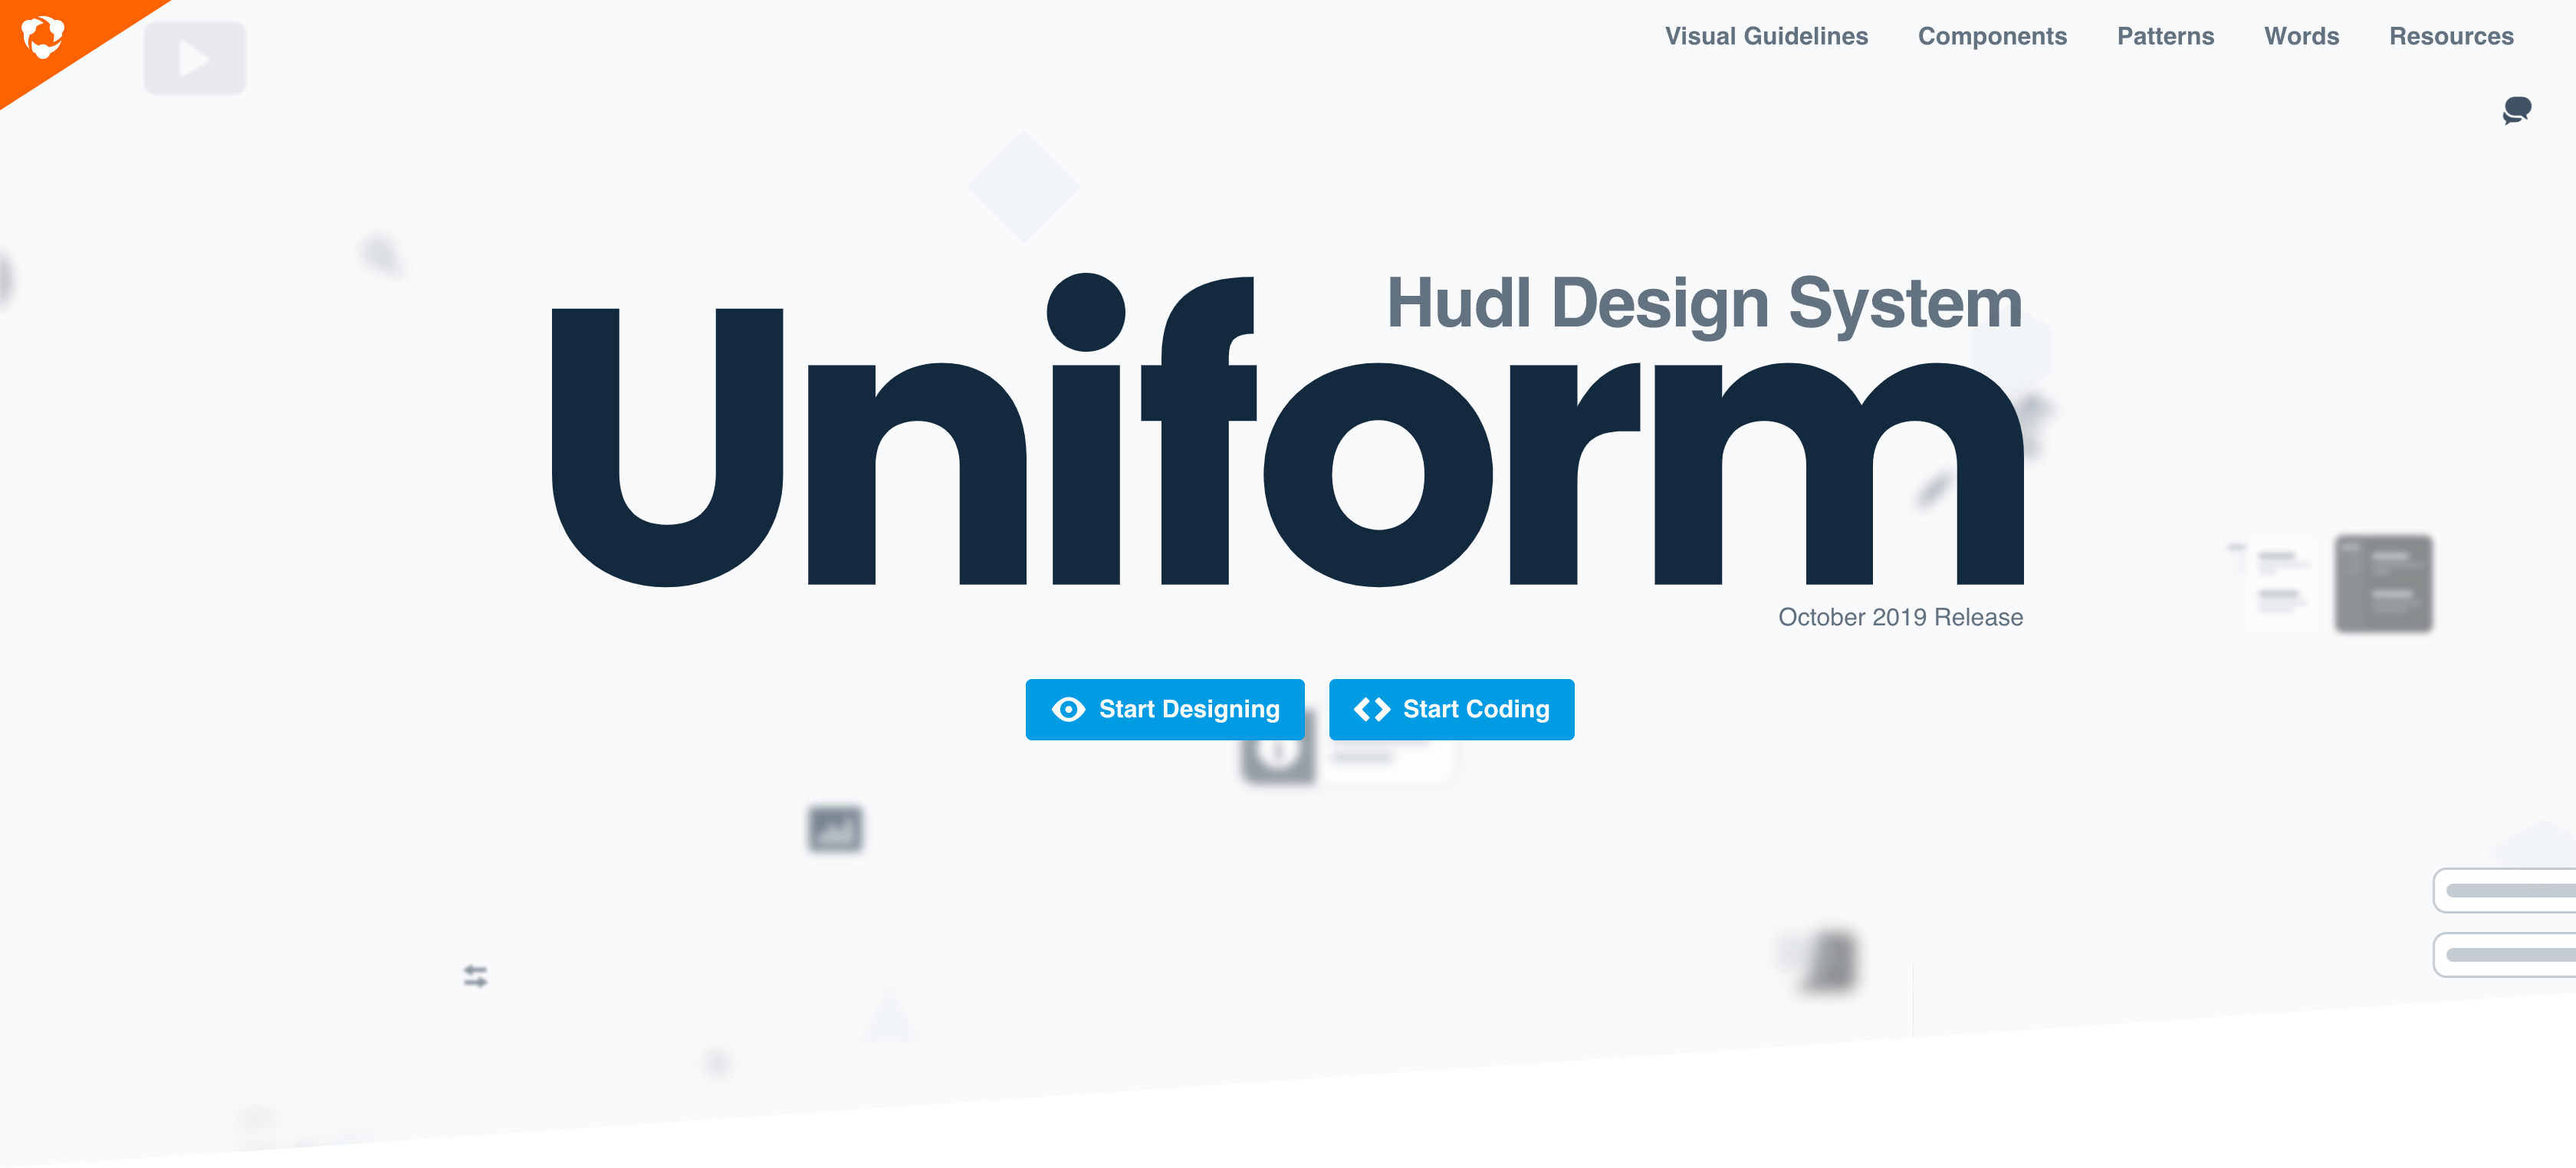 Visual Guidelines Components Patterns Words Resources
Hudl Design System
Uniform
October 2019 Release
Start Designing Start Coding